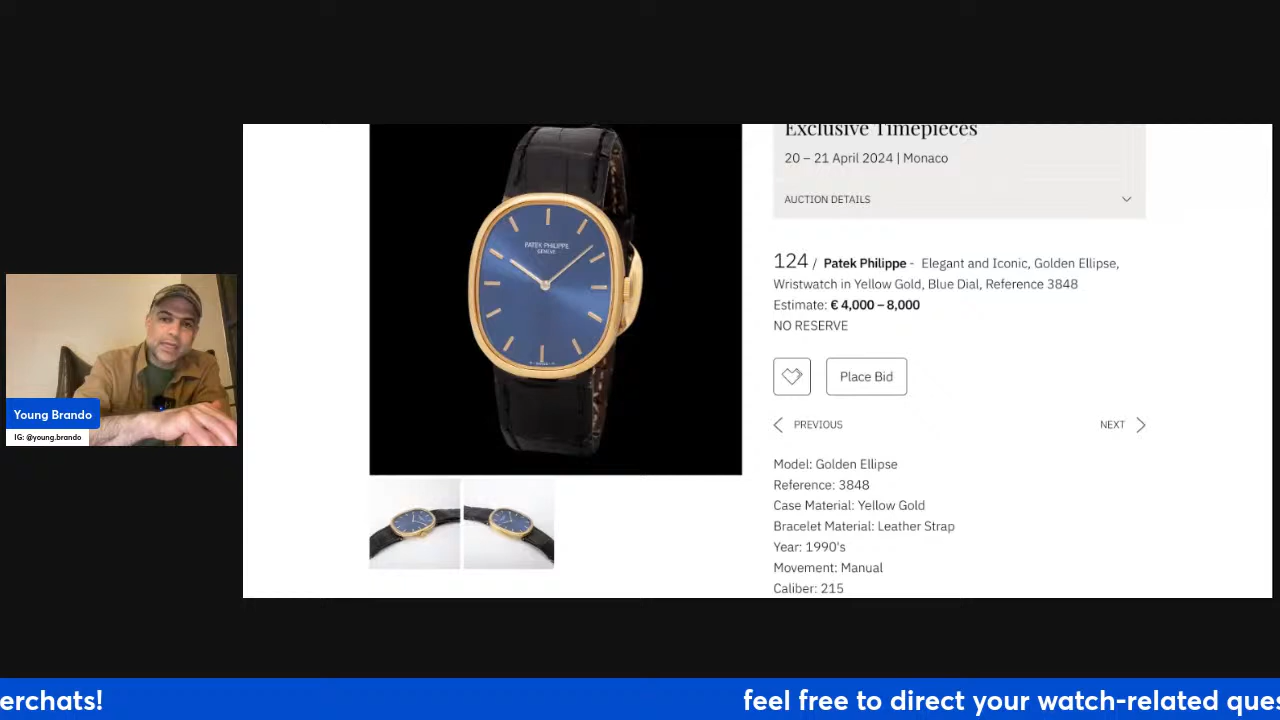 Exclusive Timepieces
20 – 21 April 2024 | Monaco
AUCTION DETAILS
PATEK PHILIPPE
GENEVE
124 / Patek Philippe - Elegant and Iconic, Golden Ellipse,
Wristwatch in Yellow Gold, Blue Dial, Reference 3848
Estimate: € 4,000 – 8,000
NO RESERVE
Place Bid
PREVIOUS
NEXT
Model: Golden Ellipse
Reference: 3848
Case Material: Yellow Gold
Bracelet Material: Leather Strap
Year: 1990's
Movement: Manual
Caliber: 215
Young Brando
IG: @young.brando
erchats!
feel free to direct your watch-related ques